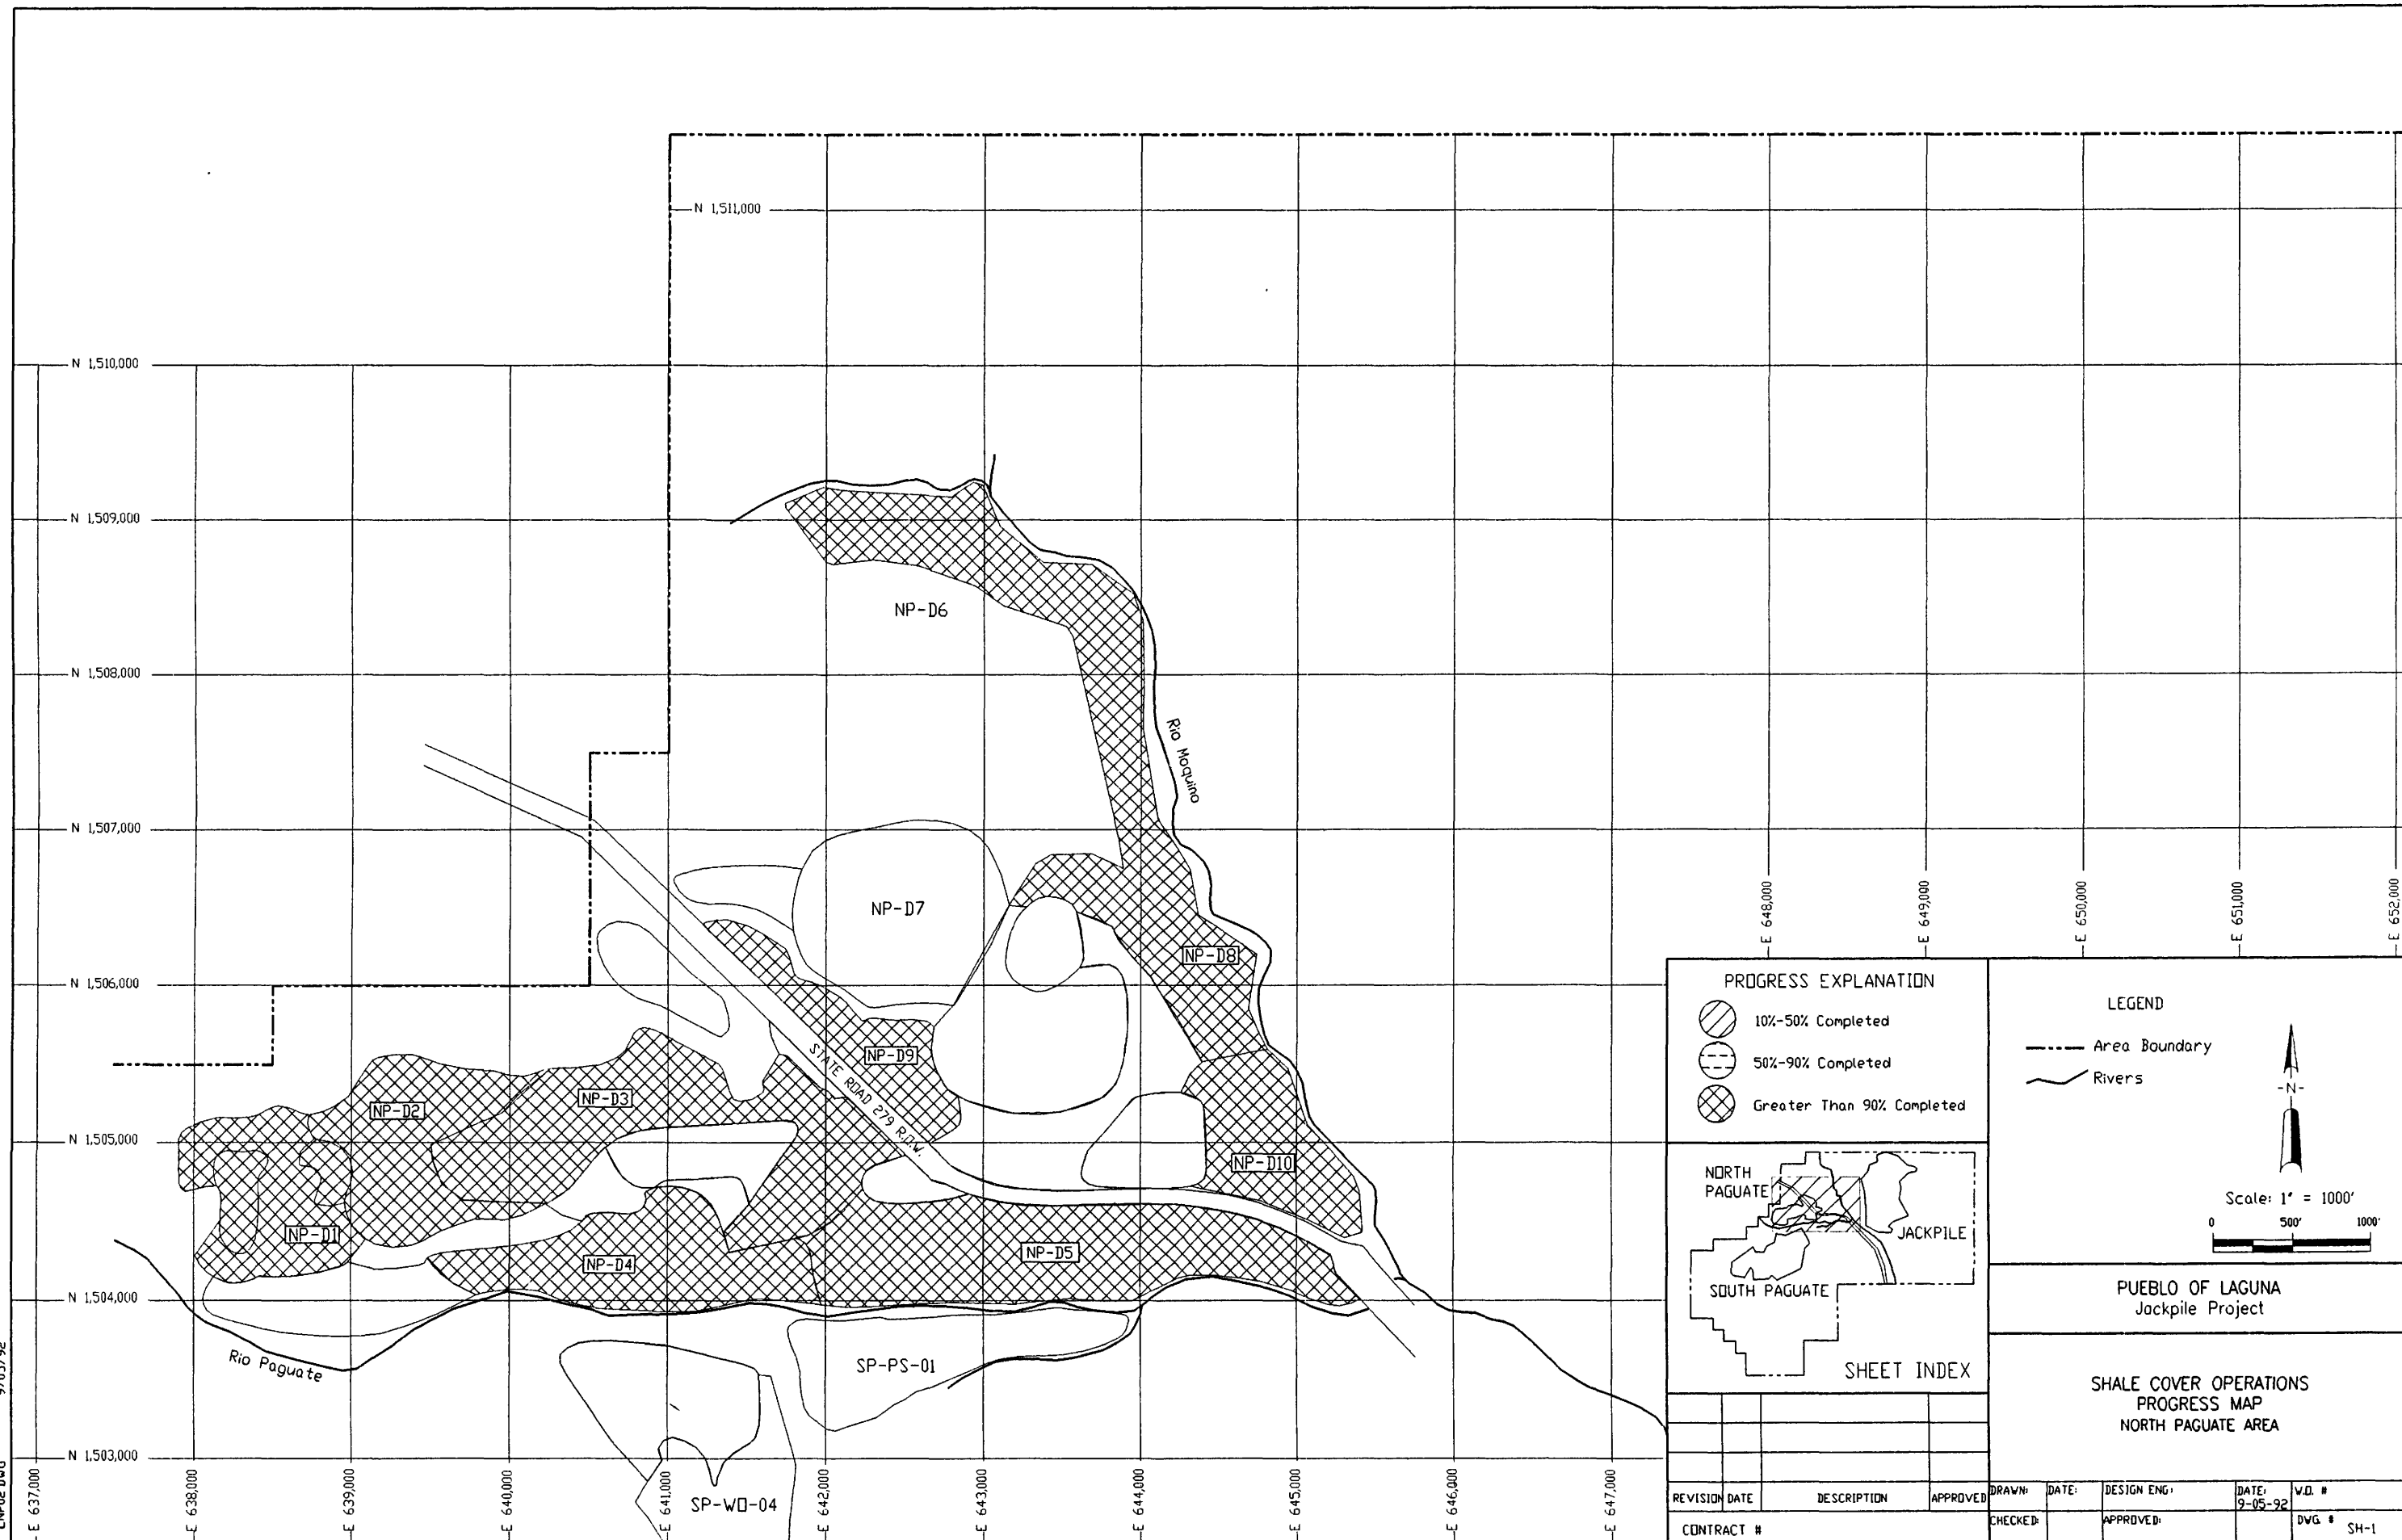 N 1,511,000
N 1,510,000
N 1,509,000
N 1,508,000
N 1,507,000
N 1,506,000
N 1,505,000
N 1,504,000
N 1,503,000
NP-D6
Rio Moquino
NP-D7
NP-D8
NP-D9
STATE ROAD 279 R.O.W.
NP-D3
NP-D2
NP-D10
NP-D1
NP-D5
NP-D4
Rio Paguate
SP-PS-01
SP-WO-04
E 637,000
E 638,000
E 639,000
E 640,000
E 641,000
E 642,000
E 643,000
E 644,000
E 645,000
E 646,000
E 647,000
E 648,000
E 649,000
E 650,000
E 651,000
E 652,000
PROGRESS EXPLANATION
10%-50% Completed
50%-90% Completed
Greater Than 90% Completed
LEGEND
Area Boundary
Rivers
-N-
Scale: 1" = 1000'
0 500' 1000'
NORTH
PAGUATE
JACKPILE
SOUTH PAGUATE
SHEET INDEX
PUEBLO OF LAGUNA
Jackpile Project
SHALE COVER OPERATIONS
PROGRESS MAP
NORTH PAGUATE AREA
REVISION DATE DESCRIPTION APPROVED
CONTRACT #
DRAWN: DATE: DESIGN ENG: DATE: 9-05-92 W.O. #
CHECKED: APPROVED: DWG # SH-1